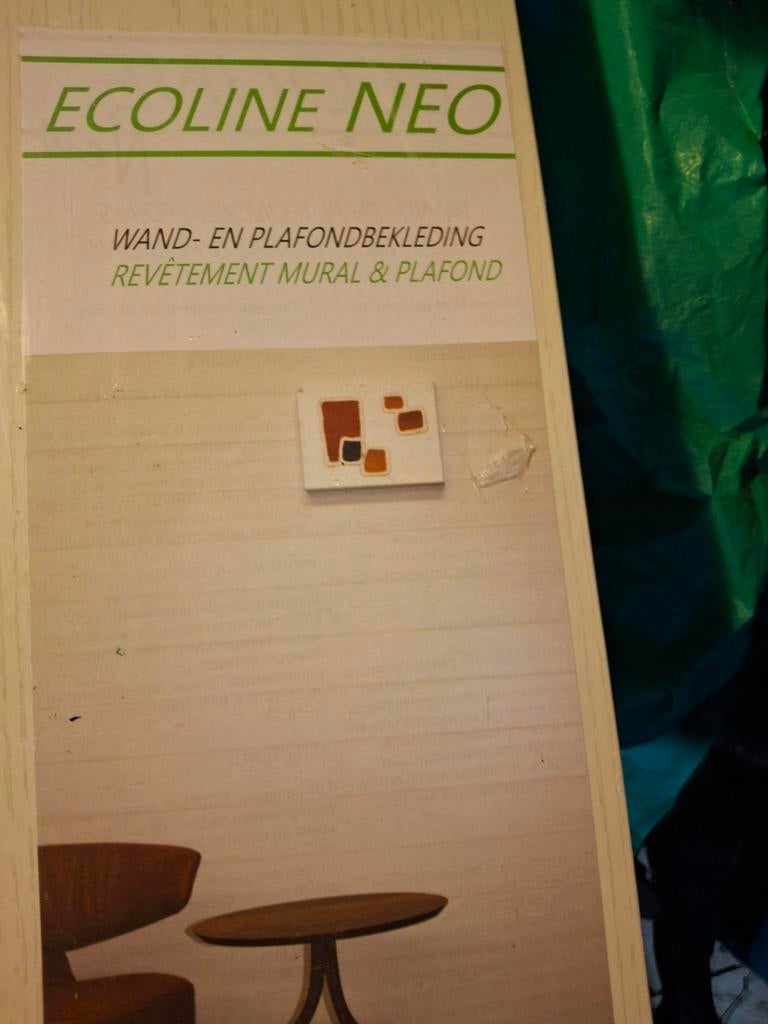 ECOLINE NEO
WAND- EN PLAFONDBEKLEDING
REVÊTEMENT MURAL & PLAFOND